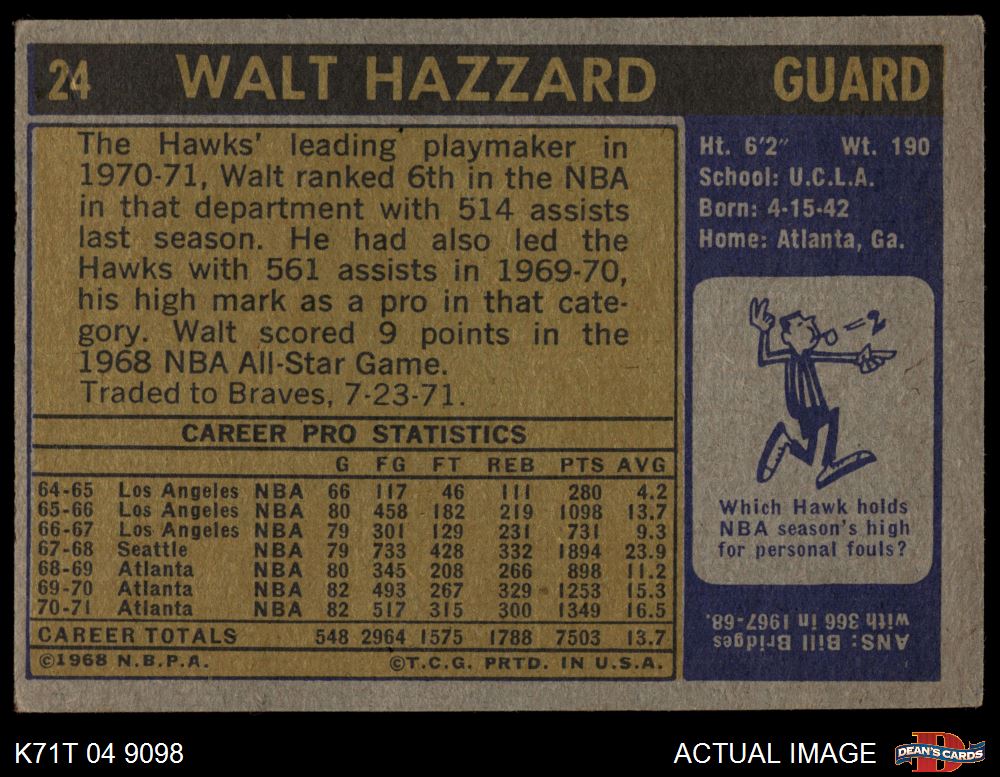 24 WALT HAZZARD GUARD
The Hawks' leading playmaker in
1970-71, Walt ranked 6th in the NBA
in that department with 514 assists
last season. He had also led the
Hawks with 561 assists in 1969-70,
his high mark as a pro in that cate-
gory. Walt scored 9 points in the
1968 NBA All-Star Game.
Traded to Braves, 7-23-71.
CAREER PRO STATISTICS
G FG FT REB PTS AVG
64-65 Los Angeles NBA 66 117 46 111 280 4.2
65-66 Los Angeles NBA 80 458 182 219 1098 13.7
66-67 Los Angeles NBA 79 301 129 231 731 9.3
67-68 Seattle NBA 79 733 428 332 1894 23.9
68-69 Atlanta NBA 80 345 208 266 898 11.2
69-70 Atlanta NBA 82 493 267 329 1253 15.3
70-71 Atlanta NBA 82 517 315 300 1349 16.5
CAREER TOTALS 548 2964 1575 1788 7503 13.7
©1968 N.B.P.A. ©T.C.G. PRTD. IN U.S.A.
Ht. 6'2" Wt. 190
School: U.C.L.A.
Born: 4-15-42
Home: Atlanta, Ga.
=2
Which Hawk holds
NBA season's high
for personal fouls?
ANS: Bill Bridges
with 366 in 1967-68.
K71T 04 9098 ACTUAL IMAGE D DEAN'S CARDS